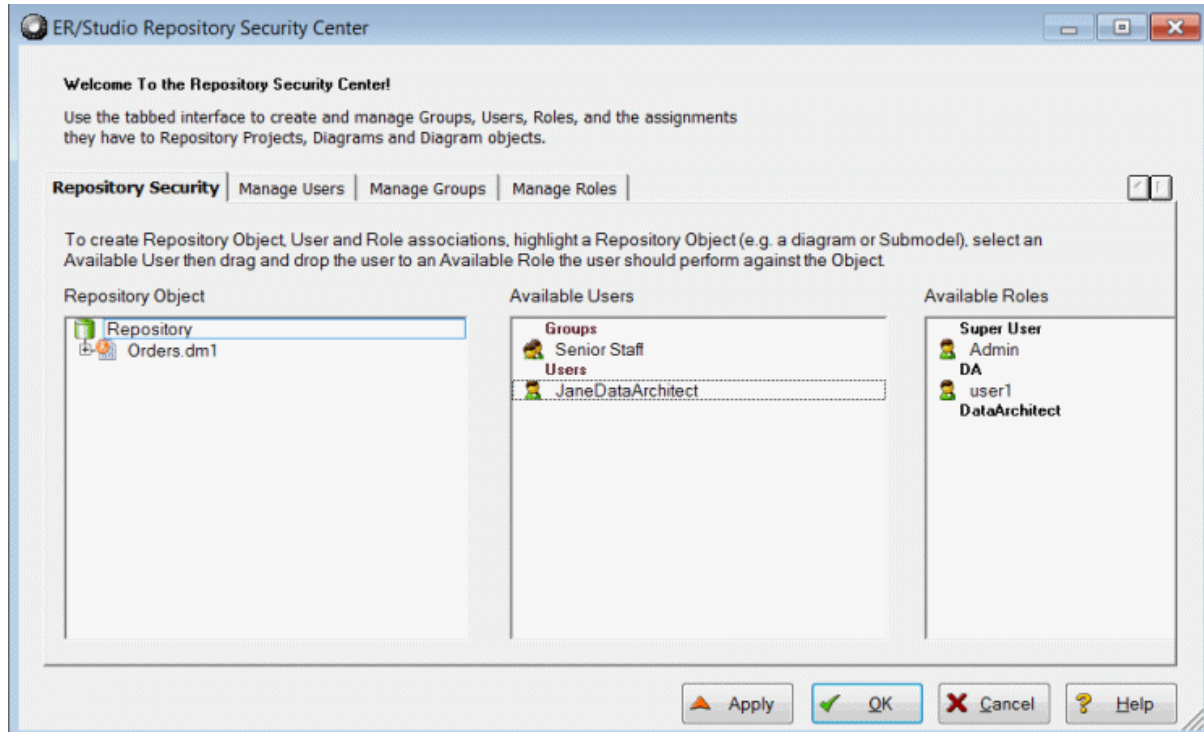 ER/Studio Repository Security Center
Welcome To the Repository Security Center!
Use the tabbed interface to create and manage Groups, Users, Roles, and the assignments
they have to Repository Projects, Diagrams and Diagram objects.
Repository Security Manage Users Manage Groups Manage Roles
To create Repository Object, User and Role associations, highlight a Repository Object (e.g. a diagram or Submodel), select an
Available User then drag and drop the user to an Available Role the user should perform against the Object.
Repository Object
Repository
Orders.dm1
Available Users
Groups
Senior Staff
Users
JaneDataArchitect
Available Roles
Super User
Admin
DA
user1
DataArchitect
Apply OK Cancel Help